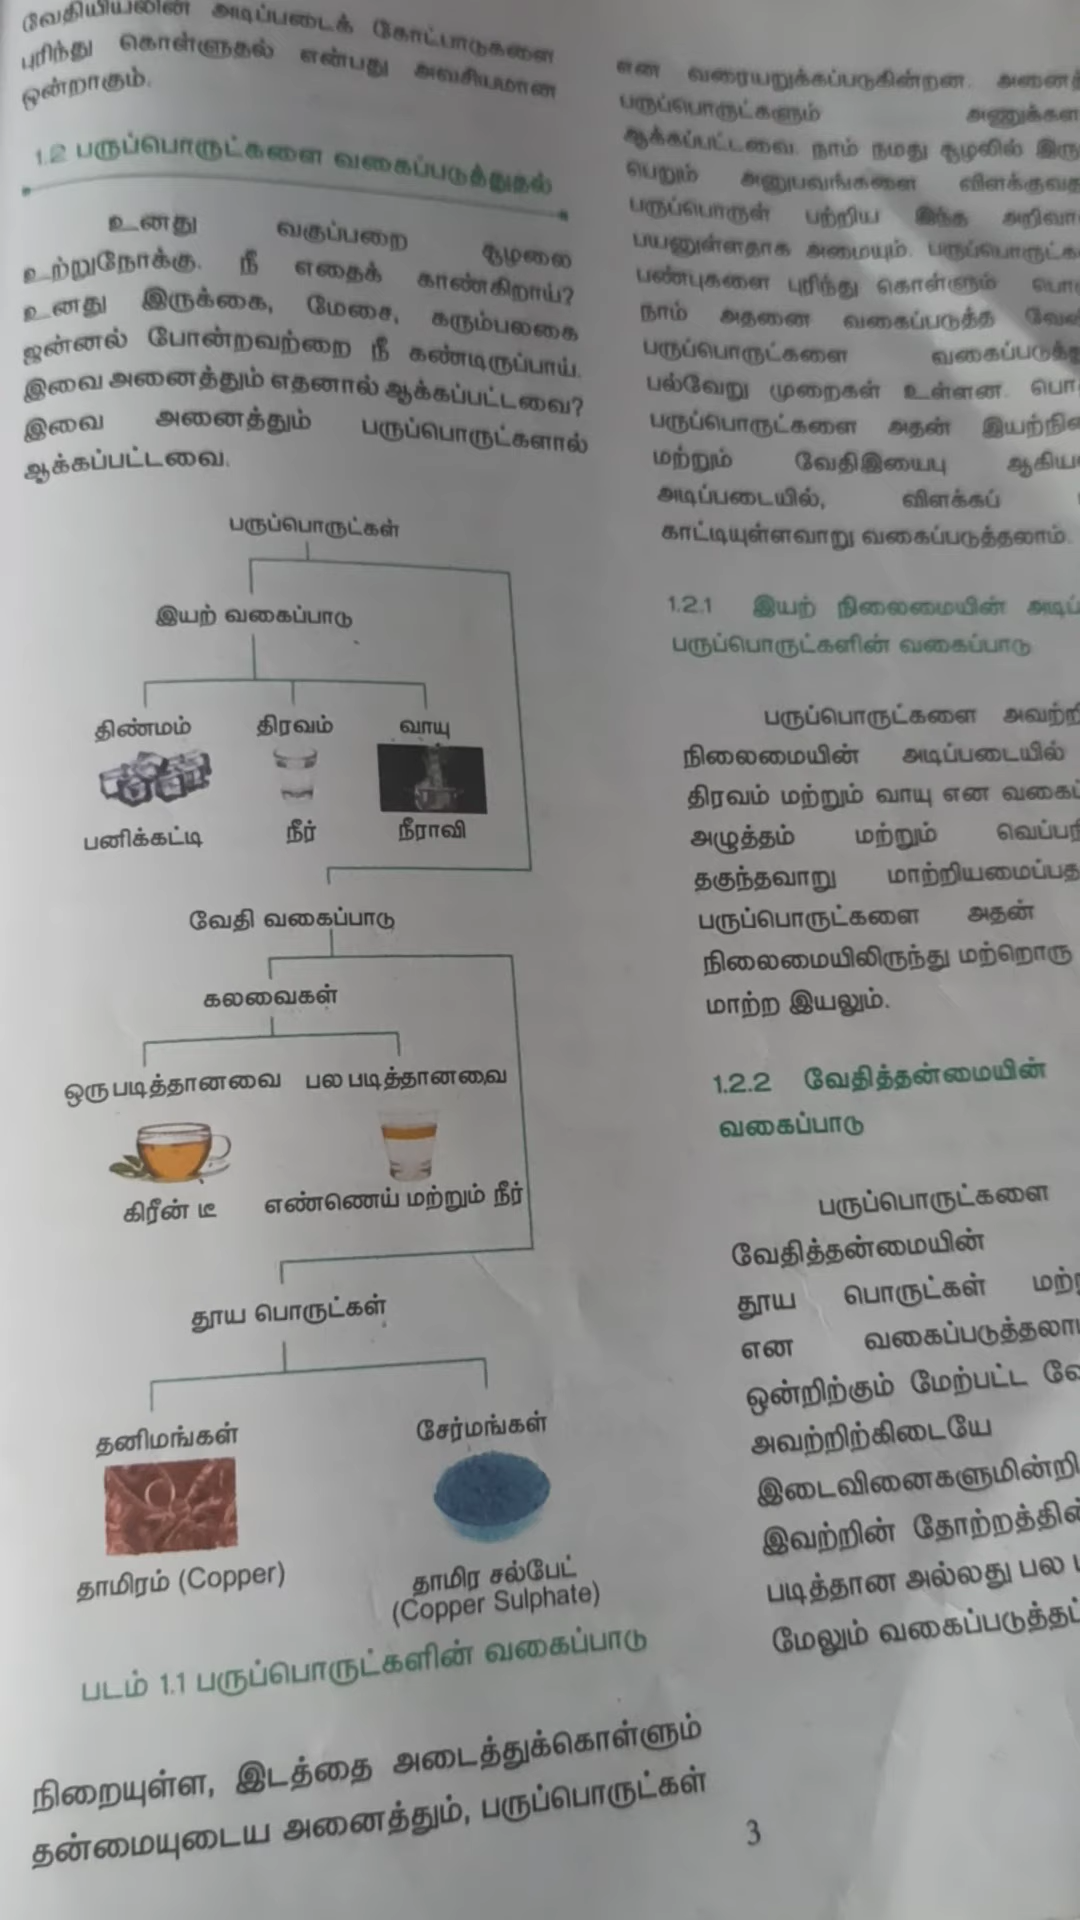 வேதியியலின் அடிப்படைக் கோட்பாடுகளை
புரிந்து கொள்ளுதல் என்பது அவசியமான
ஒன்றாகும்.
1.2 பருப்பொருட்களை வகைப்படுத்துதல்
உனது வகுப்பறை சூழலை
உற்றுநோக்கு. நீ எதைக் காண்கிறாய்?
உனது இருக்கை, மேசை, கரும்பலகை
ஜன்னல் போன்றவற்றை நீ கண்டிருப்பாய்.
இவை அனைத்தும் எதனால் ஆக்கப்பட்டவை?
இவை அனைத்தும் பருப்பொருட்களால்
ஆக்கப்பட்டவை.
பருப்பொருட்கள்
இயற் வகைப்பாடு
திண்மம் திரவம் வாயு
பனிக்கட்டி நீர் நீராவி
வேதி வகைப்பாடு
கலவைகள்
ஒருபடித்தானவை பலபடித்தானவை
கிரீன் டீ எண்ணெய் மற்றும் நீர்
தூய பொருட்கள்
தனிமங்கள் சேர்மங்கள்
தாமிரம் (Copper) தாமிர சல்பேட்
(Copper Sulphate)
படம் 1.1 பருப்பொருட்களின் வகைப்பாடு
நிறையுள்ள, இடத்தை அடைத்துக்கொள்ளும்
தன்மையுடைய அனைத்தும், பருப்பொருட்கள்
என வரையறுக்கப்படுகின்றன.
பருப்பொருட்களும்
ஆக்கப்பட்டவை. நாம் நமது சூழலில்
பெறும் அனுபவங்களை
பருப்பொருள் பற்றிய இந்த
பயனுள்ளதாக அமையும்.
பண்புகளை புரிந்து கொள்ளும்
நாம் அதனை வகைப்படுத்த
பருப்பொருட்களை
பல்வேறு முறைகள் உள்ளன.
பருப்பொருட்களை அதன்
மற்றும் வேதிஇயைபு
அடிப்படையில், விளக்கப்
காட்டியுள்ளவாறு வகைப்படுத்தலாம்.
1.2.1 இயற் நிலைமையின்
பருப்பொருட்களின் வகைப்பாடு
பருப்பொருட்களை
நிலைமையின் அடிப்படையில்
திரவம் மற்றும் வாயு என
அழுத்தம் மற்றும்
தகுந்தவாறு
பருப்பொருட்களை அதன்
நிலைமையிலிருந்து மற்றொரு
மாற்ற இயலும்.
1.2.2 வேதித்தன்மையின்
வகைப்பாடு
பருப்பொருட்களை
வேதித்தன்மையின்
தூய பொருட்கள்
என
ஒன்றிற்கும் மேற்பட்ட
அவற்றிற்கிடையே
இடைவினைகளுமின்றி
இவற்றின்
படித்தான அல்லது பல
மேலும்
3